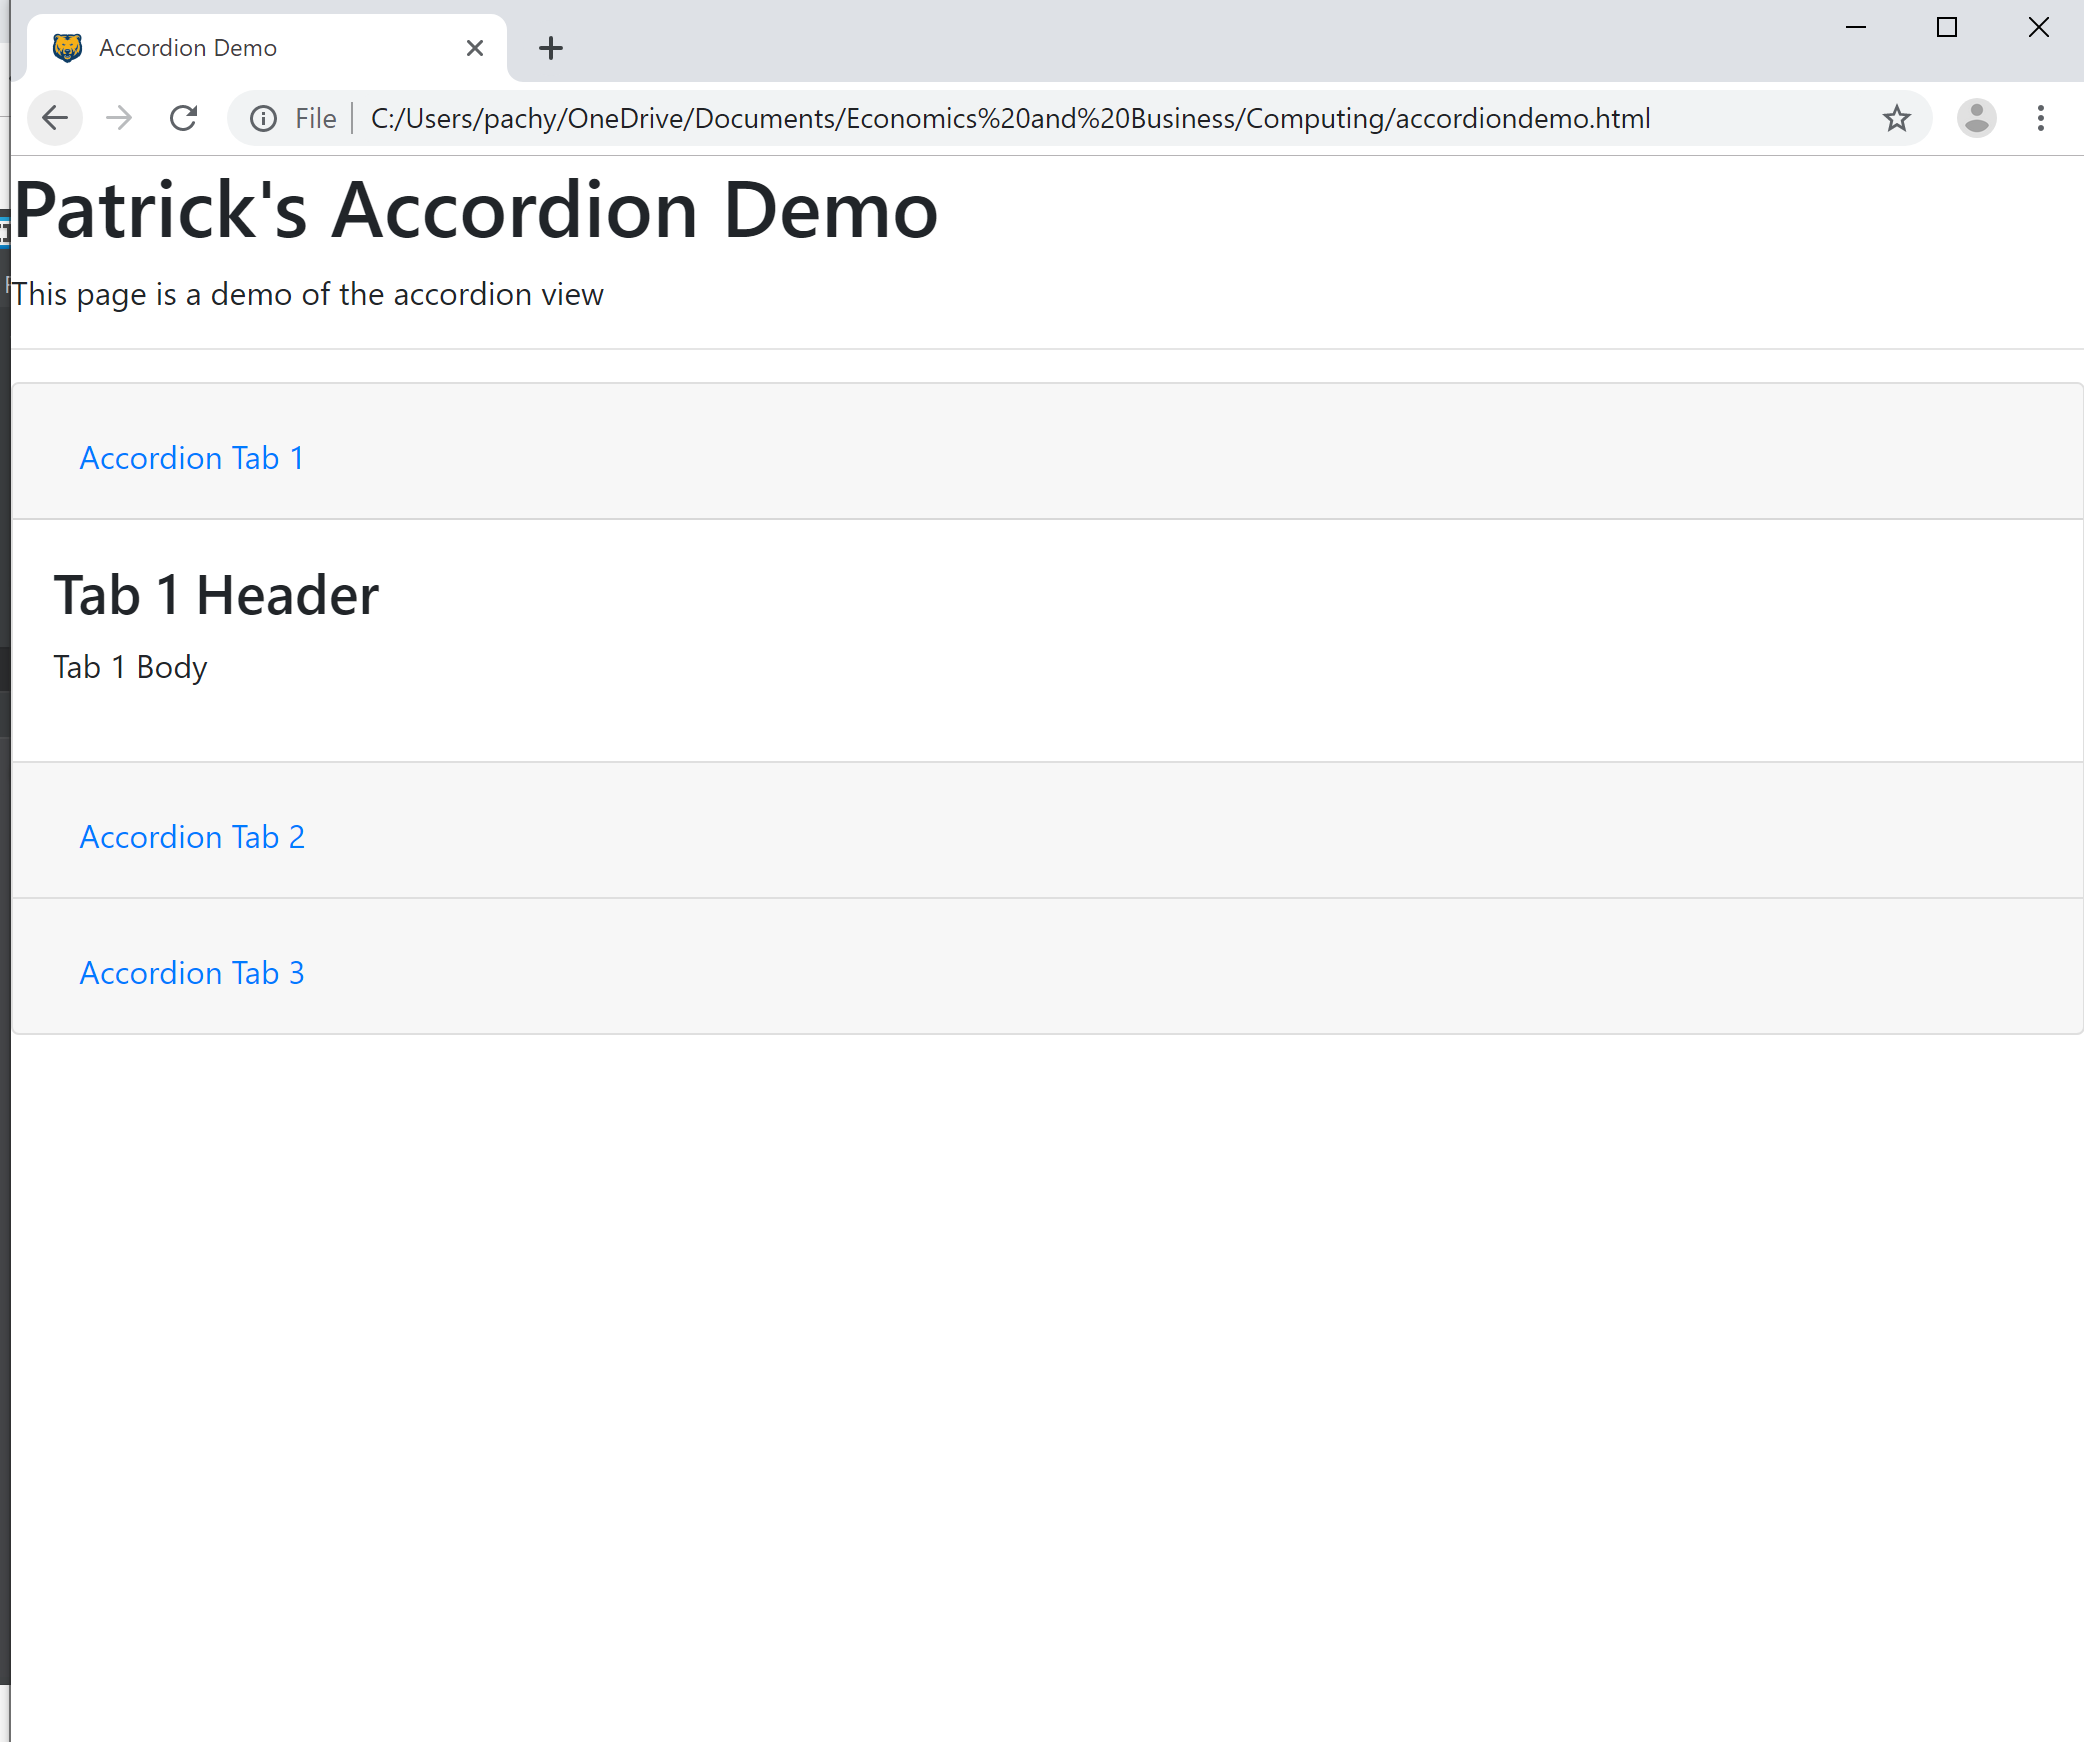 Accordion Demo
File
C:/Users/pachy/OneDrive/Documents/Economics%20and%20Business/Computing/accordiondemo.html
Patrick's Accordion Demo
This page is a demo of the accordion view
Accordion Tab 1
Tab 1 Header
Tab 1 Body
Accordion Tab 2
Accordion Tab 3